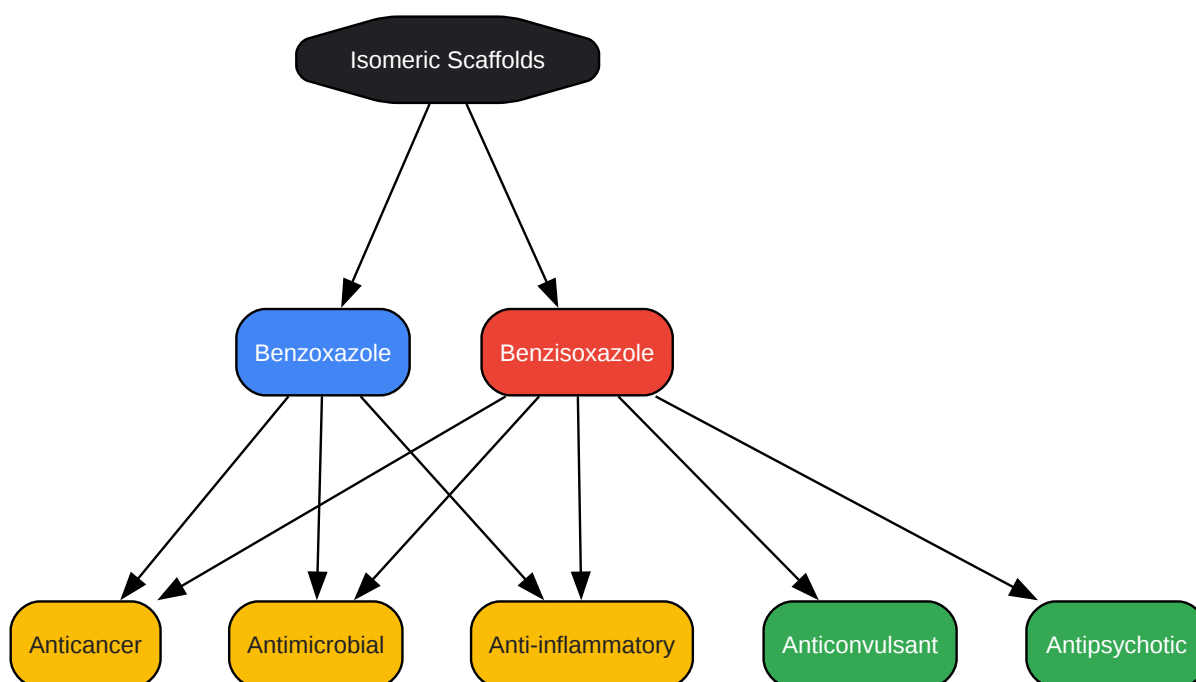 Isomeric Scaffolds
Benzoxazole
Benzisoxazole
Anticancer
Antimicrobial
Anti-inflammatory
Anticonvulsant
Antipsychotic